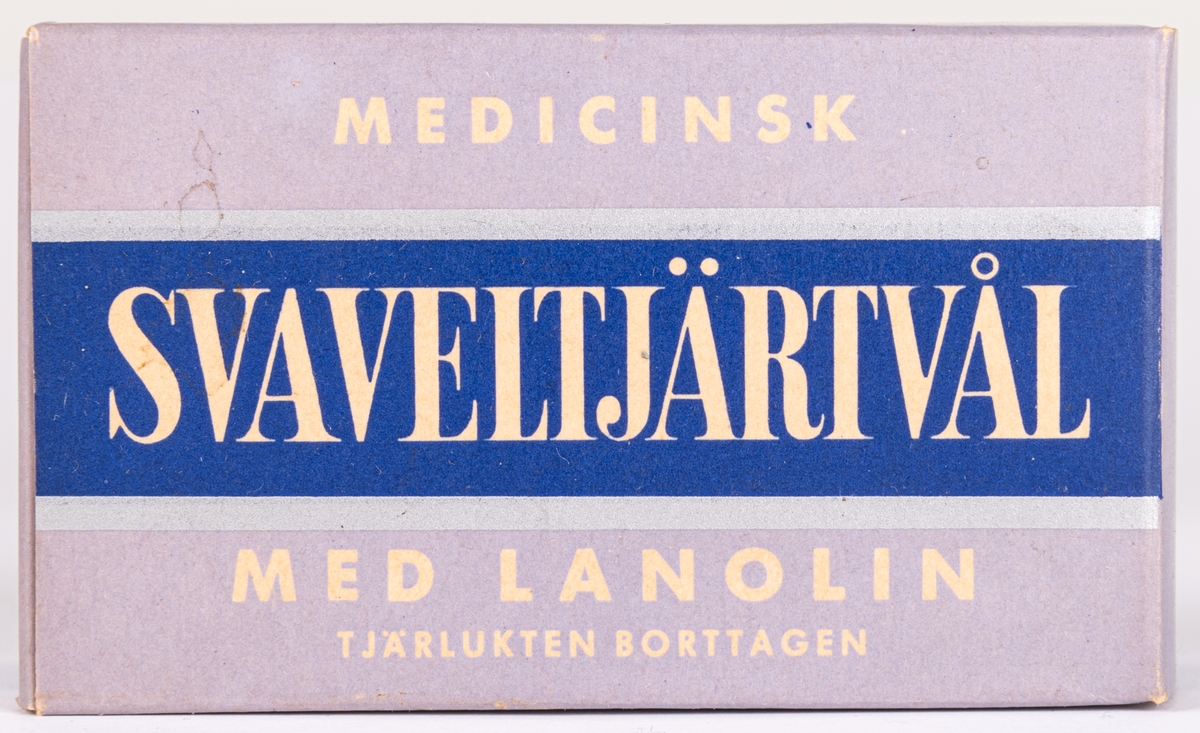 MEDICINSK
SVAVELTJÄRTVÅL
MED LANOLIN
TJÄRLUKTEN BORTTAGEN